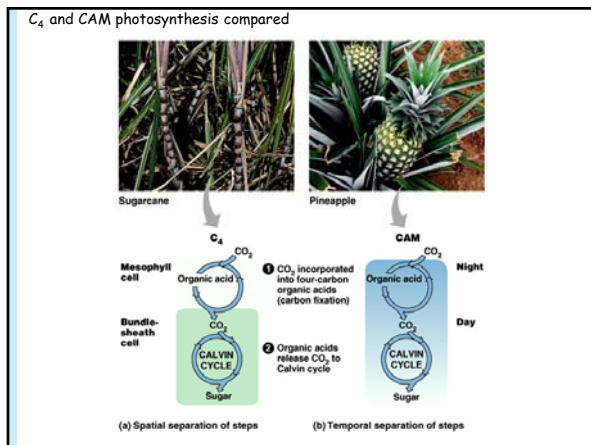 C₄ and CAM photosynthesis compared
Sugarcane
Pineapple
C₄
CAM
CO₂
CO₂
Mesophyll
cell
Organic acid
❶ CO₂ incorporated
into four-carbon
organic acids
(carbon fixation)
Organic acid
Night
Bundle-
sheath
cell
CO₂
CO₂
Day
CALVIN
CYCLE
❷ Organic acids
release CO₂ to
Calvin cycle
CALVIN
CYCLE
Sugar
Sugar
(a) Spatial separation of steps
(b) Temporal separation of steps